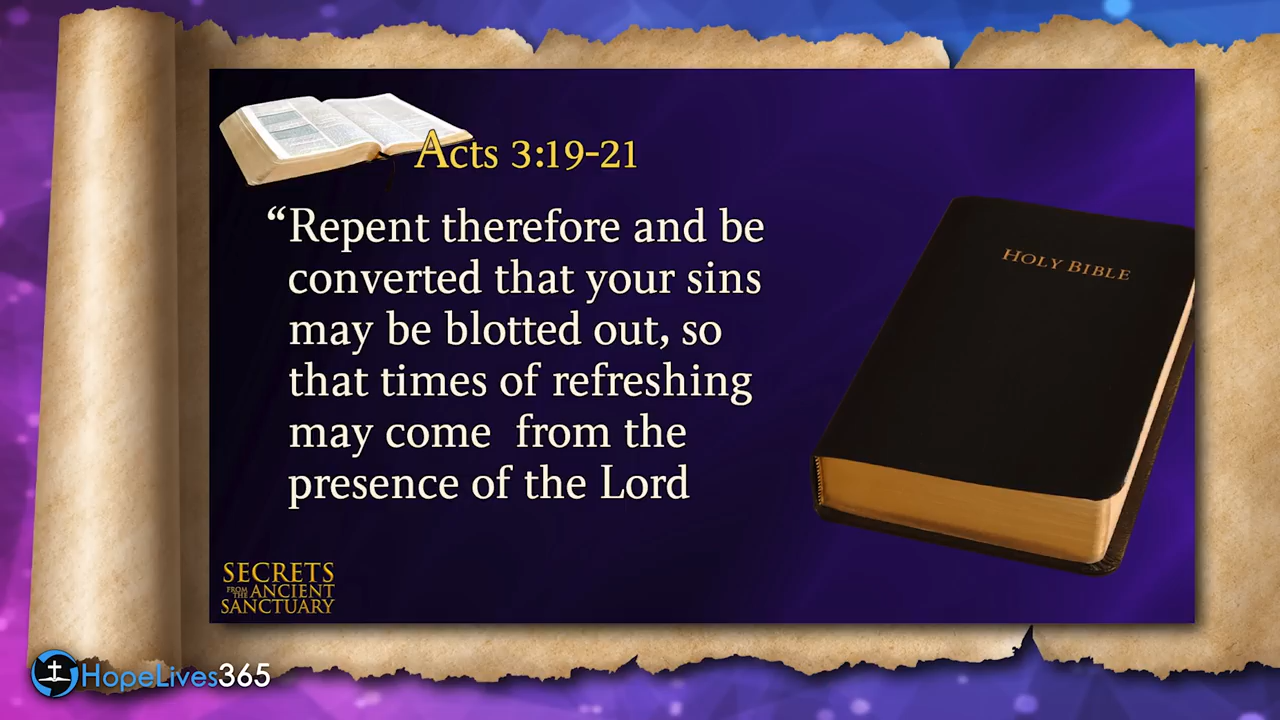 Acts 3:19-21
“Repent therefore and be
converted that your sins
may be blotted out, so
that times of refreshing
may come  from the
presence of the Lord
HOLY BIBLE
SECRETS
FROM THE ANCIENT
SANCTUARY
HopeLives365